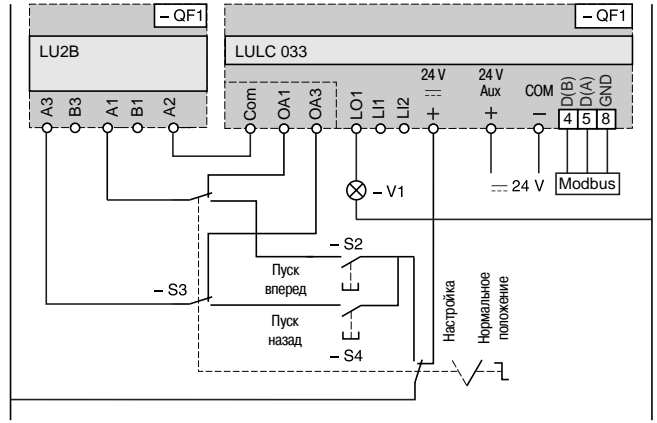 – QF1
– QF1
LU2B
LULC 033
24 V
24 V
Aux
COM
D(B)
D(A)
GND
A3
B3
A1
B1
A2
Com
OA1
OA3
LO1
LI1
LI2
+
+
–
4
5
8
– V1
24 V
Modbus
– S2
Пуск
вперед
– S3
Пуск
назад
– S4
Настройка
Нормальное
положение